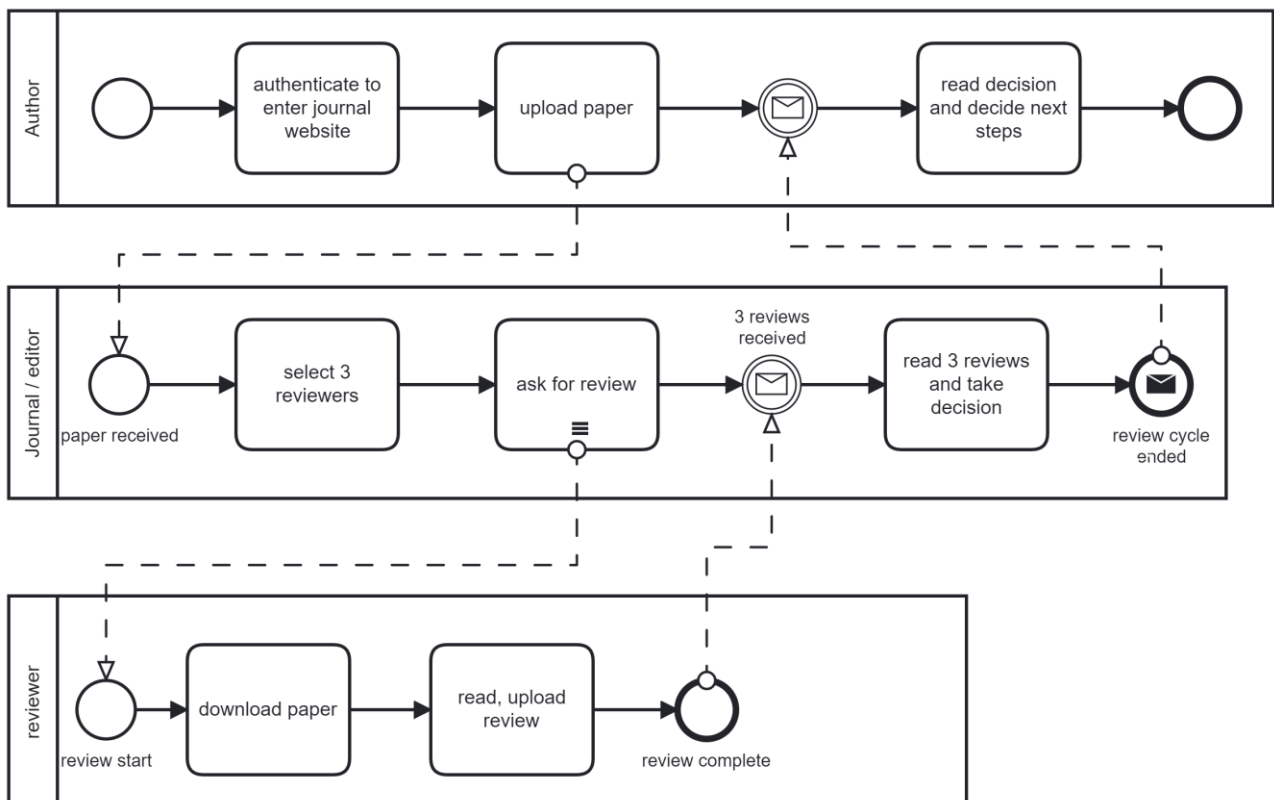 Author
authenticate to
enter journal
website
upload paper
read decision
and decide next
steps
Journal / editor
paper received
select 3
reviewers
ask for review
3 reviews
received
read 3 reviews
and take
decision
review cycle
ended
reviewer
review start
download paper
read, upload
review
review complete